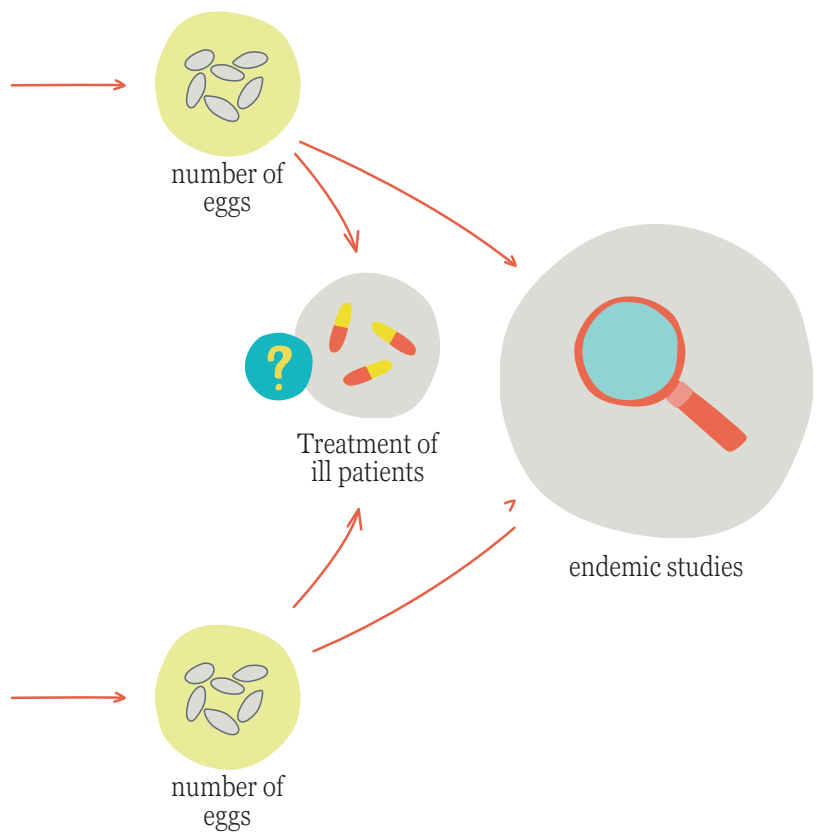 number of
eggs
?
Treatment of
ill patients
endemic studies
number of
eggs